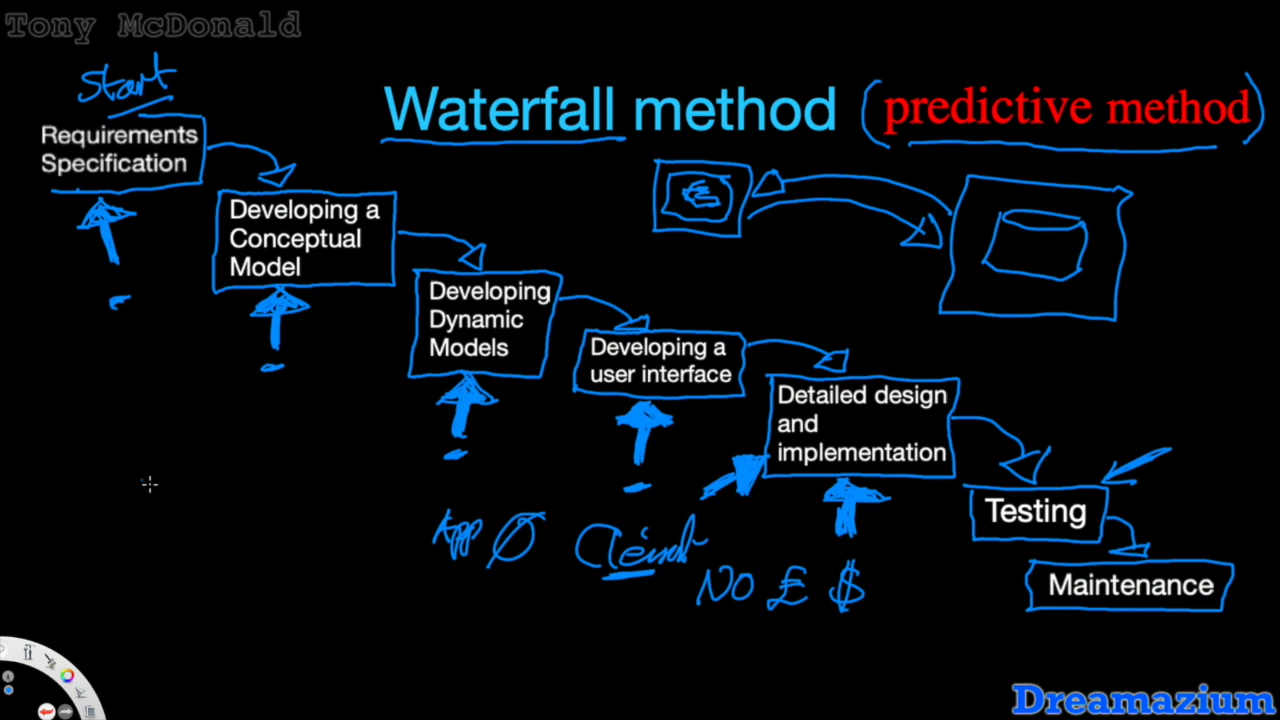 Tony McDonald
Start
Waterfall method (predictive method)
Requirements
Specification
Developing a
Conceptual
Model
Developing
Dynamic
Models
Developing a
user interface
Detailed design
and
implementation
Testing
Maintenance
App
NO £ $
Dreamazium